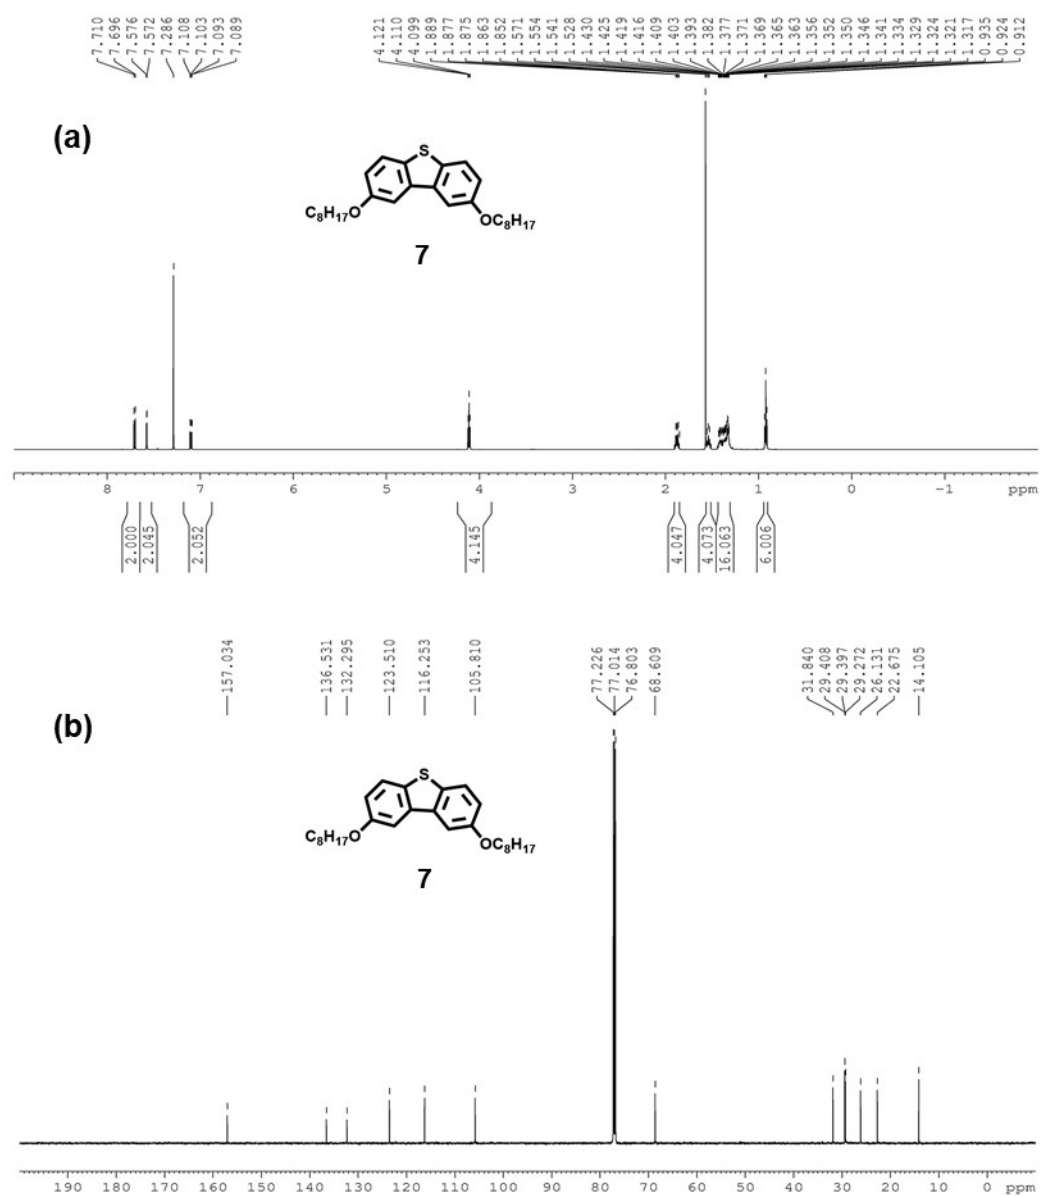 7.710 7.696 7.576 7.572 7.286 7.108 7.103 7.093 7.089 4.121 4.110 4.099 1.889 1.877 1.875 1.863 1.852 1.571 1.554 1.541 1.528 1.430 1.425 1.419 1.416 1.409 1.403 1.393 1.382 1.377 1.371 1.369 1.365 1.363 1.356 1.352 1.350 1.346 1.341 1.334 1.329 1.324 1.321 1.317 0.935 0.924 0.912
(a)
S
C8H17O
OC8H17
7
8 7 6 5 4 3 2 1 0 -1 ppm
2.000 2.045 2.052 4.145 4.047 4.073 16.063 6.006
157.034 136.531 132.295 123.510 116.253 105.810 77.226 77.014 76.803 68.609 31.840 29.408 29.397 29.272 26.131 22.675 14.105
(b)
S
C8H17O
OC8H17
7
190 180 170 160 150 140 130 120 110 100 90 80 70 60 50 40 30 20 10 0 ppm